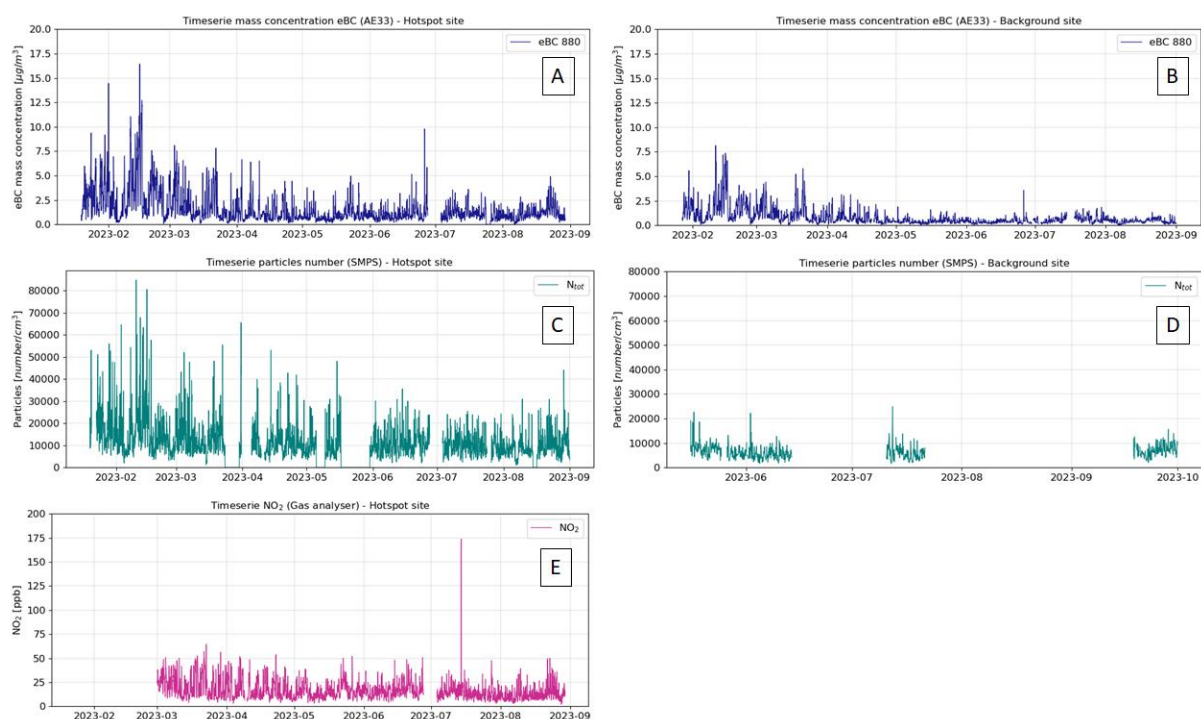 Timeserie mass concentration eBC (AE33) - Hotspot site
20.0
17.5
15.0
12.5
10.0
7.5
5.0
2.5
0.0
eBC mass concentration [μg/m³]
eBC 880
A
2023-02 2023-03 2023-04 2023-05 2023-06 2023-07 2023-08 2023-09
Timeserie mass concentration eBC (AE33) - Background site
20.0
17.5
15.0
12.5
10.0
7.5
5.0
2.5
0.0
eBC mass concentration [μg/m³]
eBC 880
B
2023-02 2023-03 2023-04 2023-05 2023-06 2023-07 2023-08 2023-09
Timeserie particles number (SMPS) - Hotspot site
80000
70000
60000
50000
40000
30000
20000
10000
0
Particles [number/cm³]
Ntot
C
2023-02 2023-03 2023-04 2023-05 2023-06 2023-07 2023-08 2023-09
Timeserie particles number (SMPS) - Background site
80000
70000
60000
50000
40000
30000
20000
10000
0
Particles [number/cm³]
Ntot
D
2023-06 2023-07 2023-08 2023-09 2023-10
Timeserie NO₂ (Gas analyser) - Hotspot site
200
175
150
125
100
75
50
25
0
NO₂ [ppb]
NO₂
E
2023-02 2023-03 2023-04 2023-05 2023-06 2023-07 2023-08 2023-09